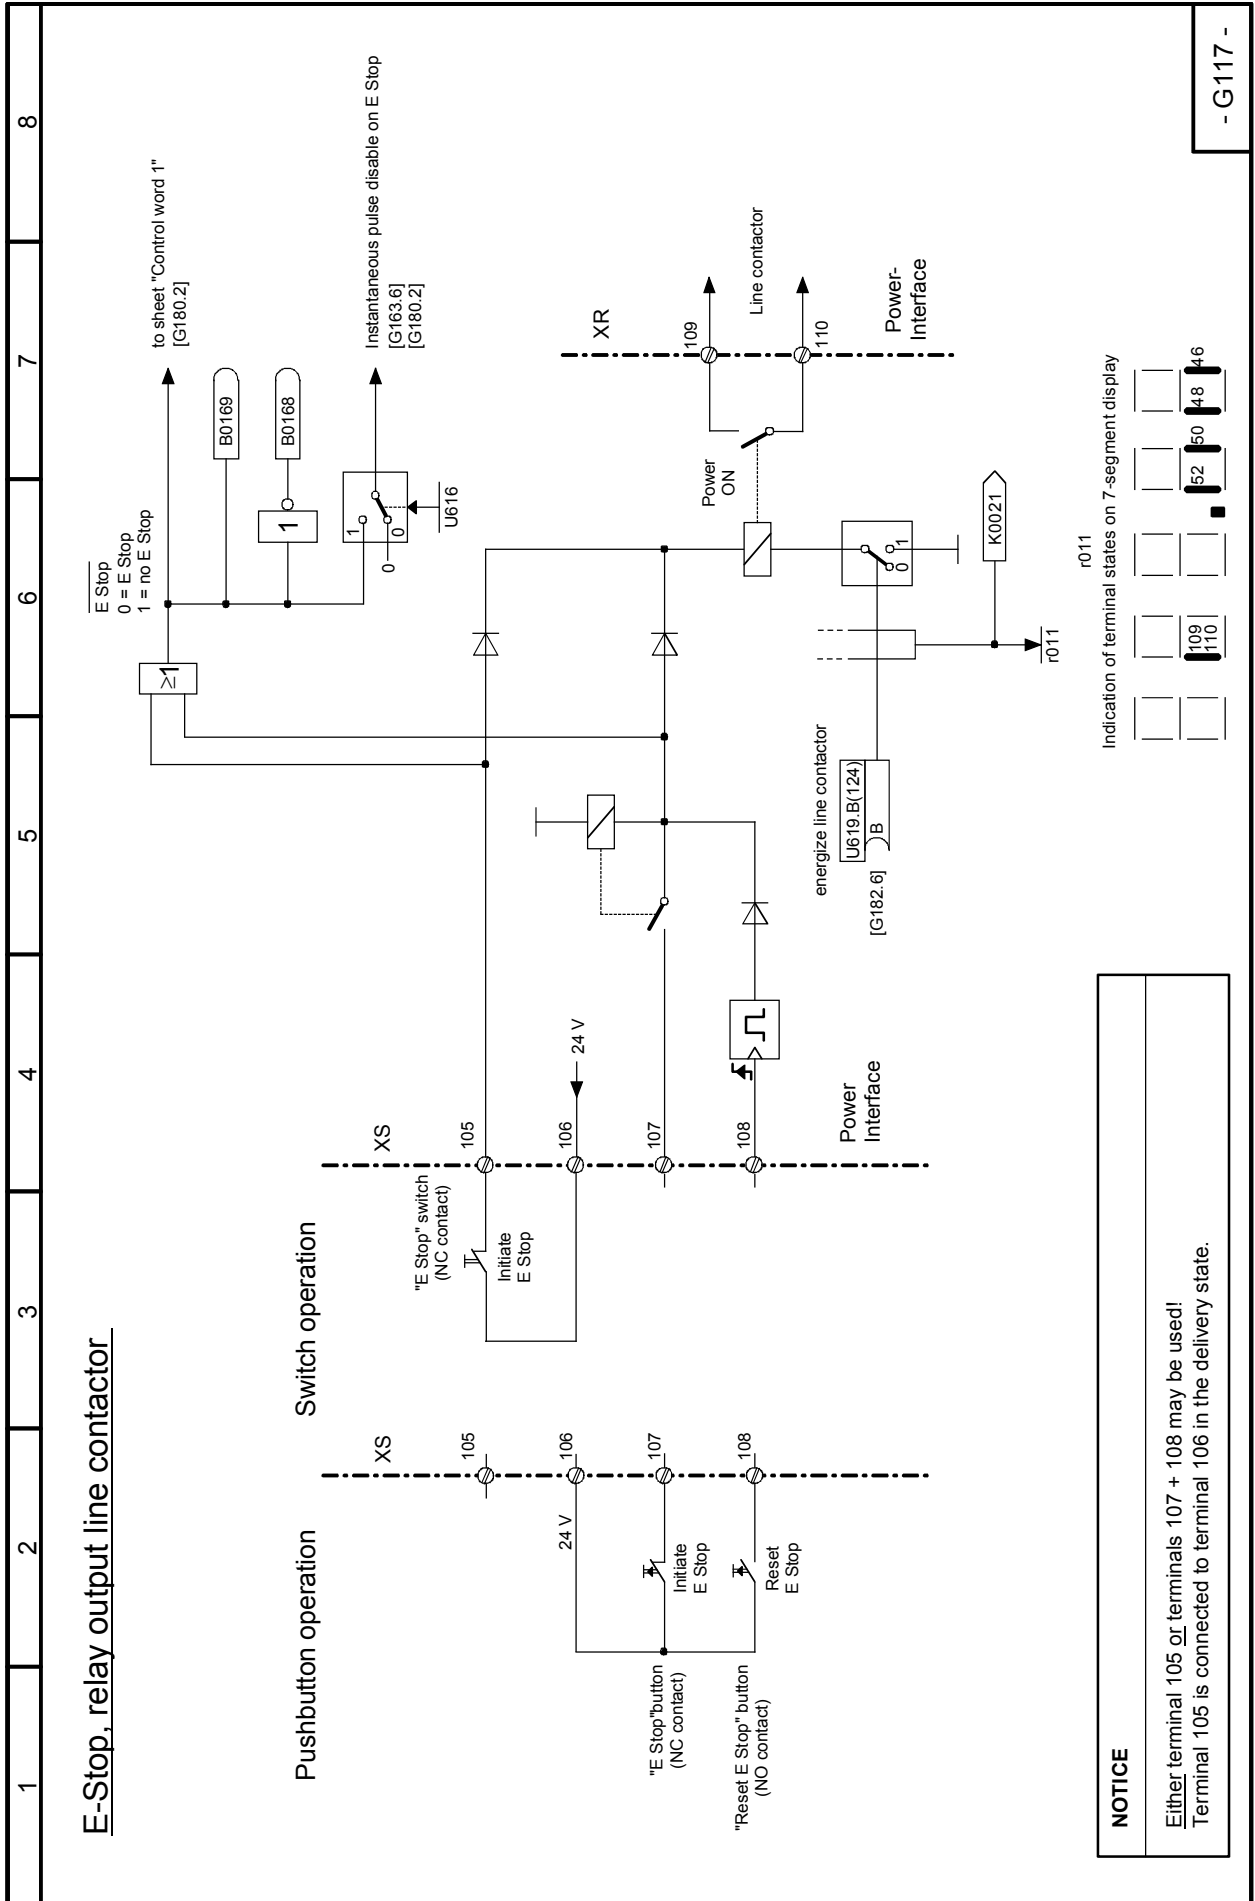 1
2
3
4
5
6
7
8
E-Stop, relay output line contactor
Pushbutton operation
Switch operation
XS
105
106
107
108
24 V
"E Stop"button
(NC contact)
Initiate
E Stop
"Reset E Stop" button
(NO contact)
Reset
E Stop
XS
"E Stop" switch
(NC contact)
Initiate
E Stop
105
106
107
108
24 V
Power
Interface
≥1
E Stop
0 = E Stop
1 = no E Stop
to sheet "Control word 1"
[G180.2]
B0169
1
B0168
1
0
0
U616
Instantaneous pulse disable on E Stop
[G163.6]
[G180.2]
Power
ON
XR
109
110
Line contactor
Power-
Interface
energize line contactor
U619.B(124)
B
[G182.6]
0
1
K0021
r011
r011
Indication of terminal states on 7-segment display
109
110
52
50
48
46
NOTICE
Either terminal 105 or terminals 107 + 108 may be used!
Terminal 105 is connected to terminal 106 in the delivery state.
- G117 -